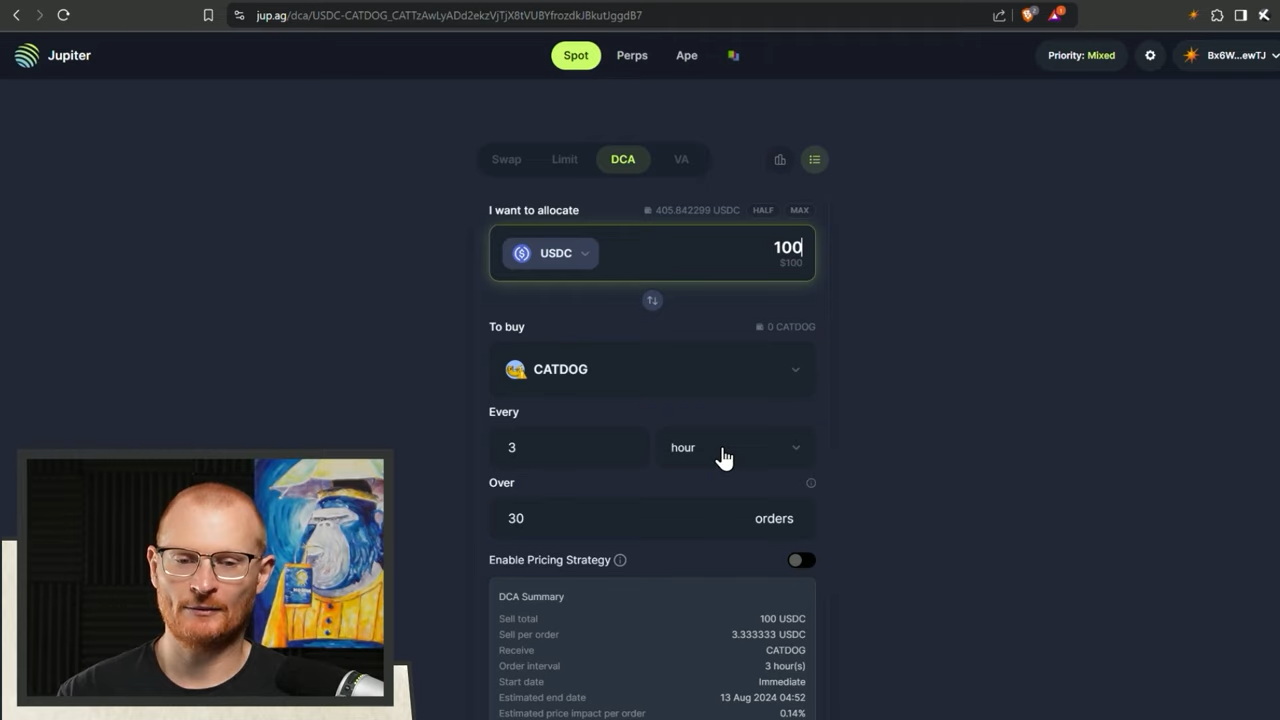 jup.ag/dca/USDC-CATDOG_CATTzAwLyADd2ekzVjTjX8tVUBYfrozdkJBkutJggdB7
Jupiter
Spot
Perps
Ape
Priority: Mixed
Bx6W...ewTJ
Swap
Limit
DCA
VA
I want to allocate
405.842299 USDC
HALF
MAX
USDC
100
$100
To buy
0 CATDOG
CATDOG
Every
3
hour
Over
30
orders
Enable Pricing Strategy
DCA Summary
Sell total
100 USDC
Sell per order
3.333333 USDC
Receive
CATDOG
Order interval
3 hour(s)
Start date
Immediate
Estimated end date
13 Aug 2024 04:52
Estimated price impact per order
0.14%